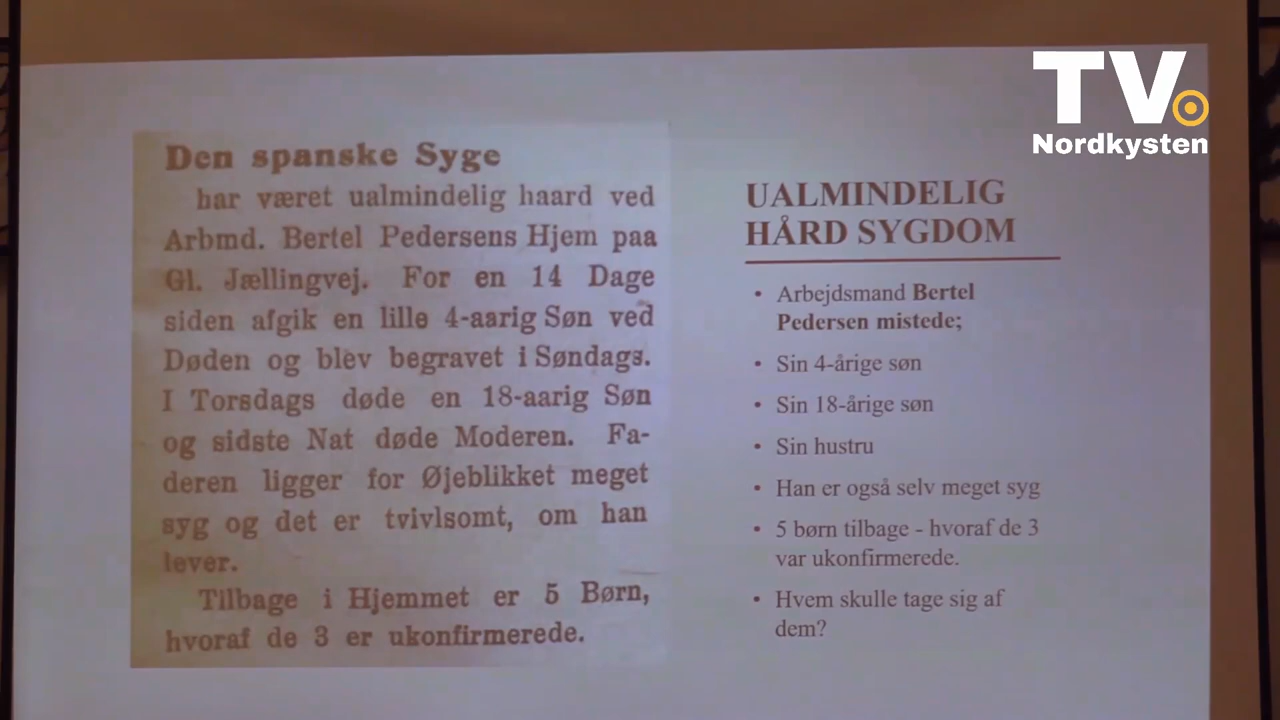 TV
Nordkysten
Den spanske Syge
har været ualmindelig haard ved
Arbmd. Bertel Pedersens Hjem paa
Gl. Jællingvej. For en 14 Dage
siden afgik en lille 4-aarig Søn ved
Døden og blev begravet i Søndags.
I Torsdags døde en 18-aarig Søn
og sidste Nat døde Moderen. Fa-
deren ligger for Øjeblikket meget
syg og det er tvivlsomt, om han
lever.
Tilbage i Hjemmet er 5 Børn,
hvoraf de 3 er ukonfirmerede.
UALMINDELIG
HÅRD SYGDOM
• Arbejdsmand Bertel
Pedersen mistede;
• Sin 4-årige søn
• Sin 18-årige søn
• Sin hustru
• Han er også selv meget syg
• 5 børn tilbage - hvoraf de 3
var ukonfirmerede.
• Hvem skulle tage sig af
dem?